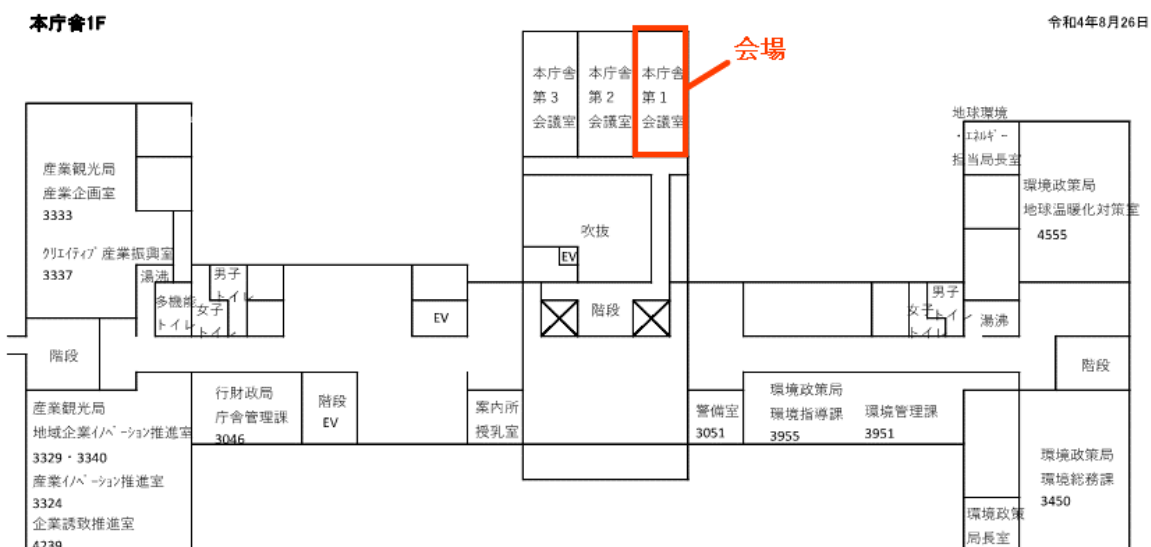 本庁舎1F
令和4年8月26日
会場
本庁舎
第3
会議室
本庁舎
第2
会議室
本庁舎
第1
会議室
地球環境
・エネルギー
担当局長室
産業観光局
産業企画室
3333
クリエイティブ産業振興室
3337
環境政策局
地球温暖化対策室
4555
吹抜
EV
湯沸
男子
トイレ
多機能
トイレ
女子
トイレ
EV
階段
男子
トイレ
女子
トイレ
湯沸
階段
階段
行財政局
庁舎管理課
3046
階段
EV
案内所
授乳室
警備室
3051
環境政策局
環境指導課
3955
環境管理課
3951
産業観光局
地域企業イノベーション推進室
3329・3340
産業イノベーション推進室
3324
企業誘致推進室
4239
環境政策局
環境総務課
3450
環境政策
局長室